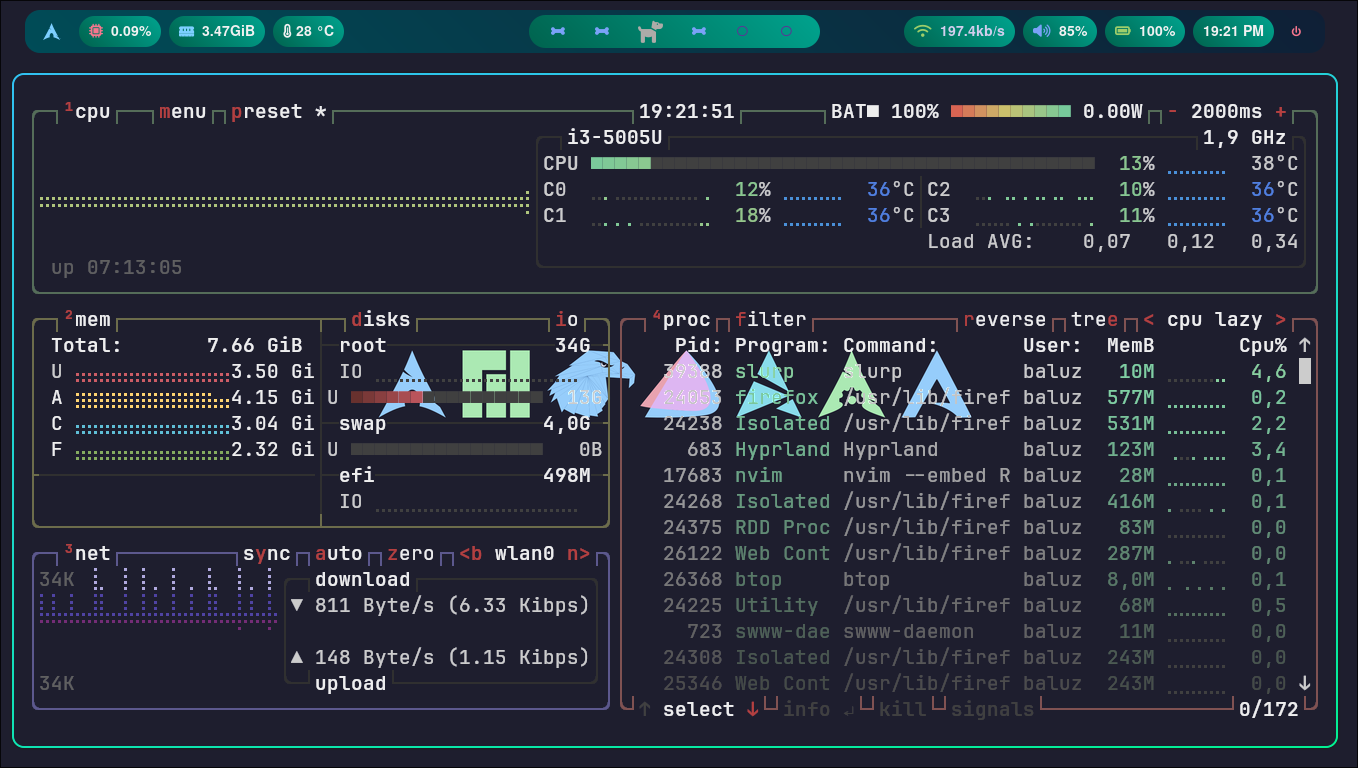 0.09% 3.47GiB 28 °C 197.4kb/s 85% 100% 19:21 PM
1cpu menu preset * 19:21:51 BAT■ 100% 0.00W - 2000ms +
i3-5005U 1,9 GHz
CPU 13% 38°C
C0 12% 36°C C2 10% 36°C
C1 18% 36°C C3 11% 36°C
Load AVG: 0,07 0,12 0,34
up 07:13:05
2mem disks io
Total: 7.66 GiB root 34G
U 3.50 Gi IO
A 4.15 Gi U 13G
C 3.04 Gi swap 4,0G
F 2.32 Gi U 0B
efi 498M
IO
3net sync auto zero <b wlan0 n>
34K download
▼ 811 Byte/s (6.33 Kibps)
▲ 148 Byte/s (1.15 Kibps)
34K upload
4proc filter reverse tree < cpu lazy >
Pid: Program: Command: User: MemB Cpu% ↑
slurp slurp baluz 10M 4,6
firefox /usr/lib/firef baluz 577M 0,2
24238 Isolated /usr/lib/firef baluz 531M 2,2
683 Hyprland Hyprland baluz 123M 3,4
17683 nvim nvim --embed R baluz 28M 0,1
24268 Isolated /usr/lib/firef baluz 416M 0,1
24375 RDD Proc /usr/lib/firef baluz 83M 0,0
26122 Web Cont /usr/lib/firef baluz 287M 0,0
26368 btop btop baluz 8,0M 0,1
24225 Utility /usr/lib/firef baluz 68M 0,5
723 swww-dae swww-daemon baluz 11M 0,0
24308 Isolated /usr/lib/firef baluz 243M 0,0
25346 Web Cont /usr/lib/firef baluz 243M 0,0 ↓
↑ select ↓ info ↵ kill signals 0/172